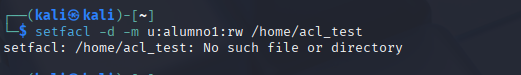 ┌──(kali㉿kali)-[~]
└─$ setfacl -d -m u:alumno1:rw /home/acl_test
setfacl: /home/acl_test: No such file or directory